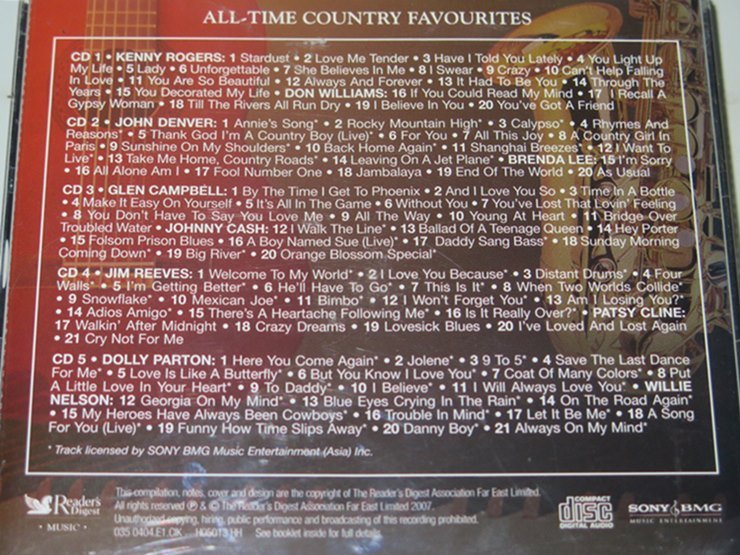 ALL-TIME COUNTRY FAVOURITES
CD 1 • KENNY ROGERS: 1 Stardust • 2 Love Me Tender • 3 Have I Told You Lately • 4 You Light Up
My Life • 5 Lady • 6 Unforgettable • 7 She Believes in Me • 8 I Swear • 9 Crazy • 10 Can't Help Falling
In Love • 11 You Are So Beautiful • 12 Always And Forever • 13 It Had To Be You • 14 Through The
Years • 15 You Decorated My Life • DON WILLIAMS: 16 If You Could Read My Mind • 17 I Recall A
Gypsy Woman • 18 Till The Rivers All Run Dry • 19 I Believe In You • 20 You've Got A Friend
CD 2 • JOHN DENVER: 1 Annie's Song* • 2 Rocky Mountain High* • 3 Calypso* • 4 Rhymes And
Reasons* • 5 Thank God I'm A Country Boy (Live)* • 6 For You • 7 All This Joy • 8 A Country Girl In
Paris • 9 Sunshine On My Shoulders* • 10 Back Home Again* • 11 Shanghai Breezes* • 12 I Want To
Live* • 13 Take Me Home, Country Roads* • 14 Leaving On A Jet Plane* • BRENDA LEE: 15 I'm Sorry
• 16 All Alone Am I • 17 Fool Number One • 18 Jambalaya • 19 End Of The World • 20 As Usual
CD 3 • GLEN CAMPBELL: 1 By The Time I Get To Phoenix • 2 And I Love You So • 3 Time In A Bottle
• 4 Make It Easy On Yourself • 5 It's All In The Game • 6 Without You • 7 You've Lost That Lovin' Feeling
• 8 You Don't Have To Say You Love Me • 9 All The Way • 10 Young At Heart • 11 Bridge Over
Troubled Water • JOHNNY CASH: 12 I Walk The Line* • 13 Ballad Of A Teenage Queen • 14 Hey Porter
• 15 Folsom Prison Blues • 16 A Boy Named Sue (Live)* • 17 Daddy Sang Bass* • 18 Sunday Morning
Coming Down* • 19 Big River* • 20 Orange Blossom Special*
CD 4 • JIM REEVES: 1 Welcome To My World* • 2 I Love You Because* • 3 Distant Drums* • 4 Four
Walls* • 5 I'm Getting Better* • 6 He'll Have To Go* • 7 This Is It* • 8 When Two Worlds Collide*
• 9 Snowflake* • 10 Mexican Joe* • 11 Bimbo* • 12 I Won't Forget You* • 13 Am I Losing You?*
• 14 Adios Amigo* • 15 There's A Heartache Following Me* • 16 Is It Really Over?* • PATSY CLINE:
17 Walkin' After Midnight • 18 Crazy Dreams • 19 Lovesick Blues • 20 I've Loved And Lost Again
• 21 Cry Not For Me
CD 5 • DOLLY PARTON: 1 Here You Come Again* • 2 Jolene* • 3 9 To 5* • 4 Save The Last Dance
For Me* • 5 Love Is Like A Butterfly* • 6 But You Know I Love You* • 7 Coat Of Many Colors* • 8 Put
A Little Love In Your Heart* • 9 To Daddy* • 10 I Believe* • 11 I Will Always Love You* • WILLIE
NELSON: 12 Georgia On My Mind* • 13 Blue Eyes Crying In The Rain* • 14 On The Road Again*
• 15 My Heroes Have Always Been Cowboys* • 16 Trouble In Mind* • 17 Let It Be Me* • 18 A Song
For You (Live)* • 19 Funny How Time Slips Away* • 20 Danny Boy* • 21 Always On My Mind*
* Track licensed by SONY BMG Music Entertainment (Asia) Inc.
Reader's Digest
• MUSIC •
This compilation, notes, cover and design are the copyright of The Reader's Digest Association Far East Limited.
All rights reserved ℗ & © The Reader's Digest Association Far East Limited 2007.
Unauthorized copying, hiring, public performance and broadcasting of this recording prohibited.
035 0404.E1.CK H06013 HH See booklet inside for full details.
COMPACT
disc
DIGITAL AUDIO
SONY BMG
MUSIC ENTERTAINMENT